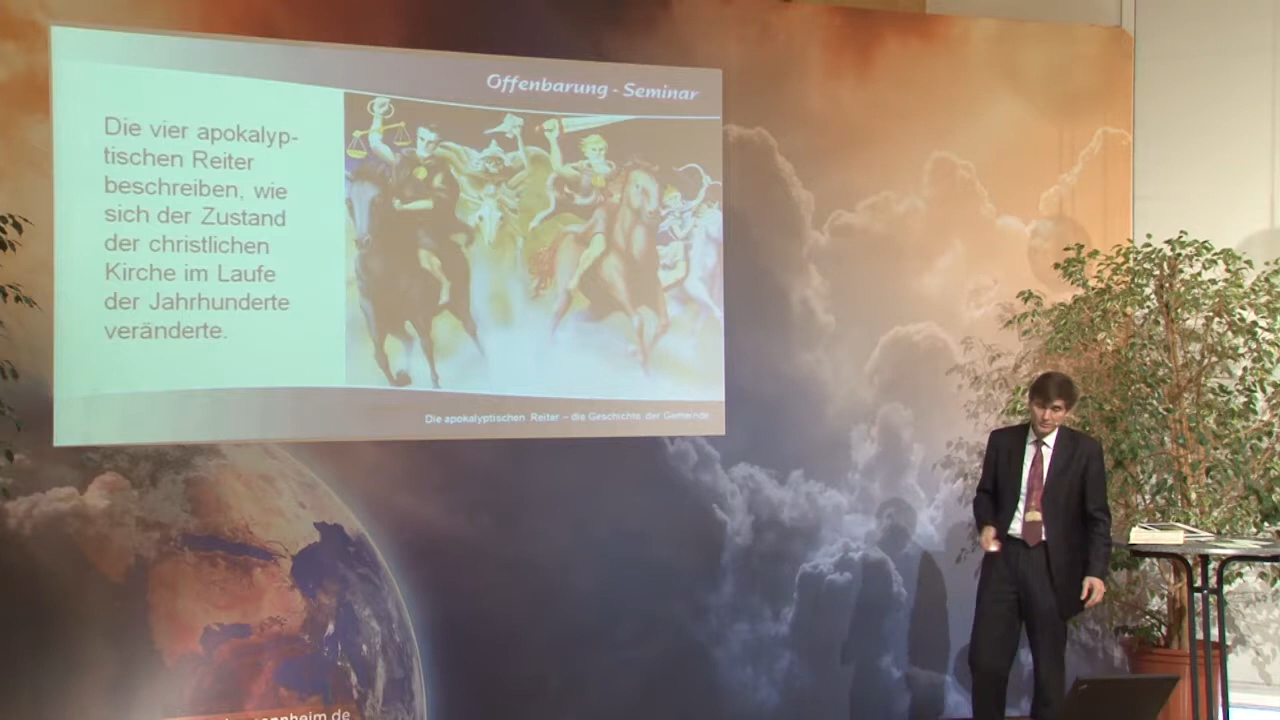 Offenbarung - Seminar
Die vier apokalyp-
tischen Reiter
beschreiben, wie
sich der Zustand
der christlichen
Kirche im Laufe
der Jahrhunderte
veränderte.
Die apokalyptischen Reiter – die Geschichte der Gemeinde